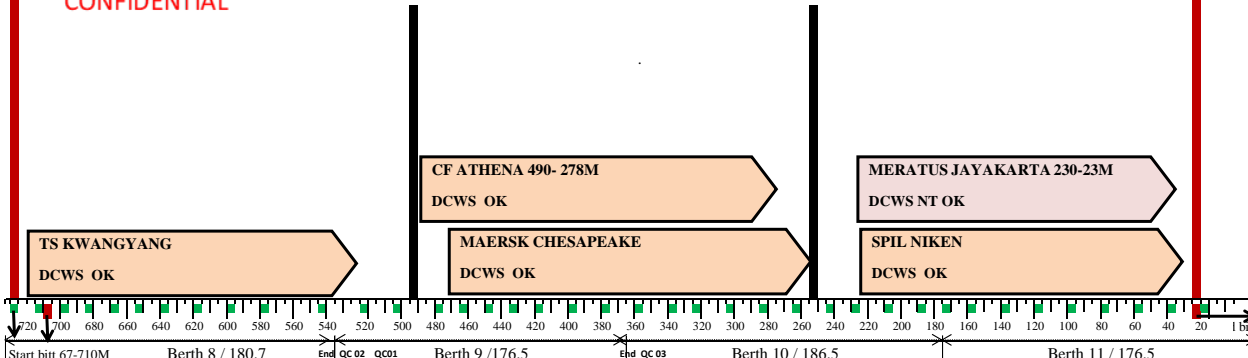 CONFIDENTIAL
CF ATHENA 490- 278M
DCWS OK
MERATUS JAYAKARTA 230-23M
DCWS NT OK
TS KWANGYANG
DCWS OK
MAERSK CHESAPEAKE
DCWS OK
SPIL NIKEN
DCWS OK
720 700 680 660 640 620 600 580 560 540 520 500 480 460 440 420 400 380 360 340 320 300 280 260 240 220 200 180 160 140 120 100 80 60 40 20
Start bitt 67-710M Berth 8 / 180.7 End QC 02 QC01 Berth 9 /176.5 End QC 03 Berth 10 / 186.5 Berth 11 / 176.5